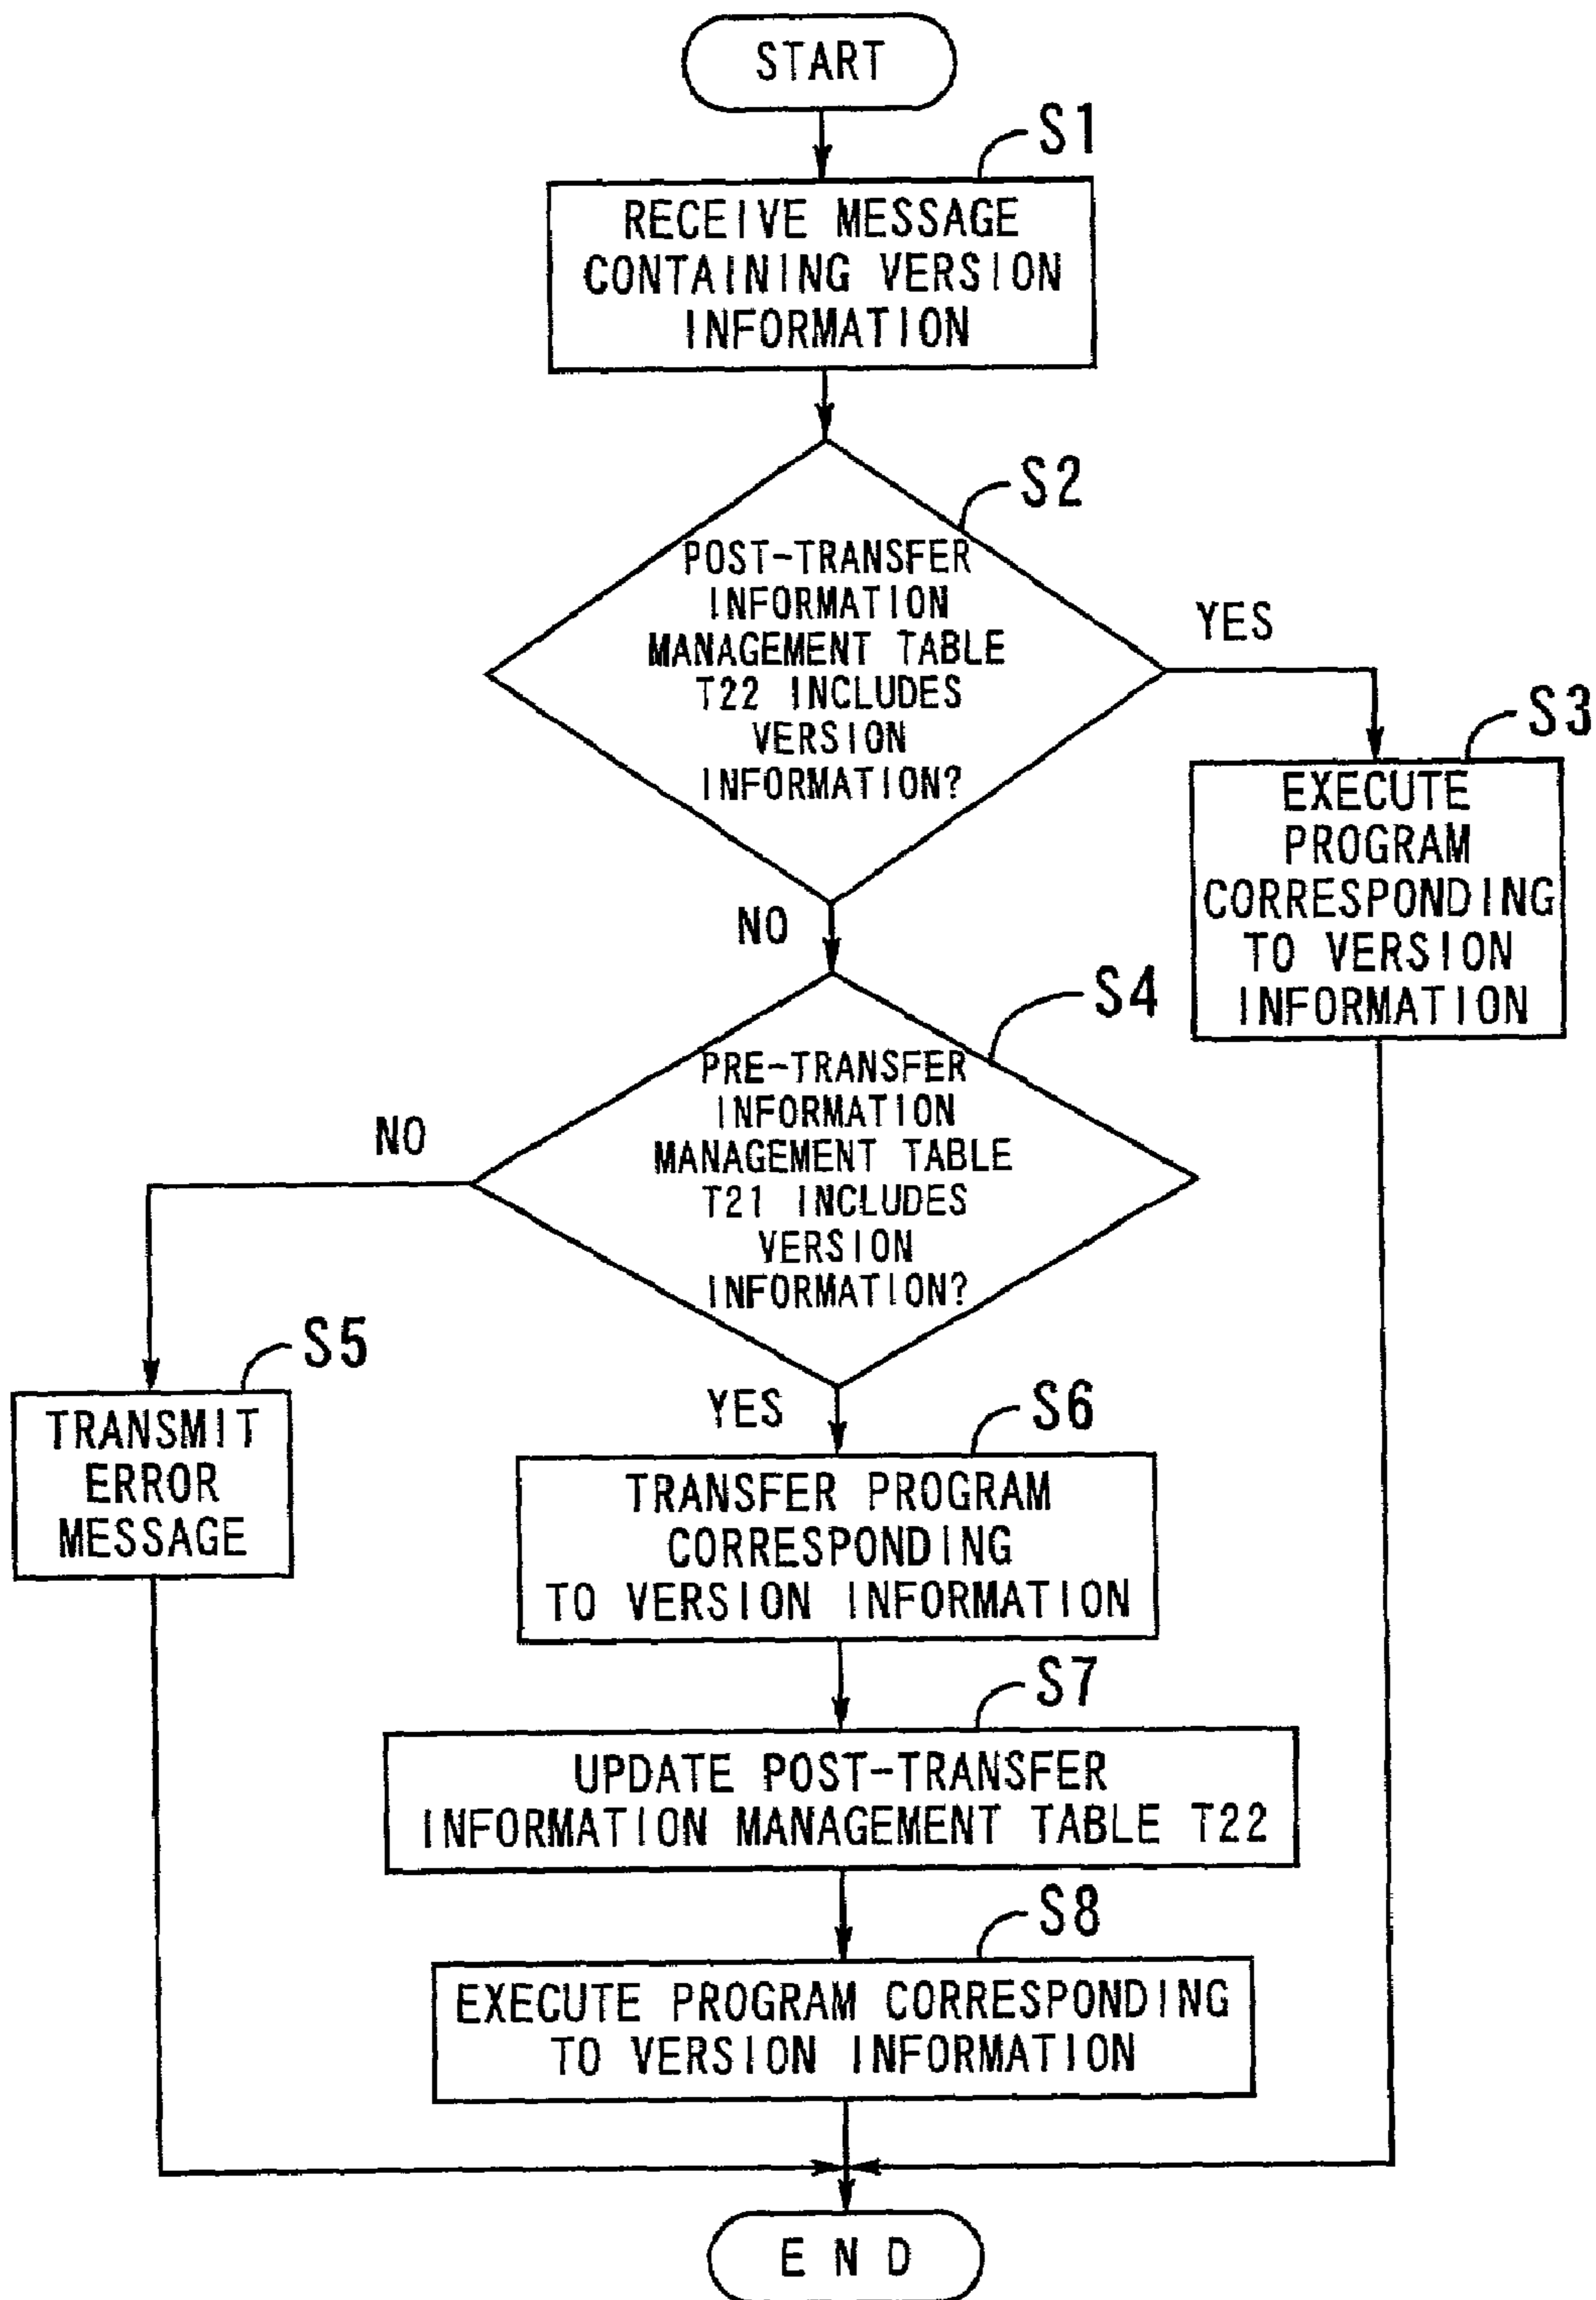 START
S1
RECEIVE MESSAGE
CONTAINING VERSION
INFORMATION
S2
POST-TRANSFER
INFORMATION
MANAGEMENT TABLE
T22 INCLUDES
VERSION
INFORMATION?
YES
S3
EXECUTE
PROGRAM
CORRESPONDING
TO VERSION
INFORMATION
NO
S4
PRE-TRANSFER
INFORMATION
MANAGEMENT TABLE
T21 INCLUDES
VERSION
INFORMATION?
NO
S5
TRANSMIT
ERROR
MESSAGE
YES
S6
TRANSFER PROGRAM
CORRESPONDING
TO VERSION INFORMATION
S7
UPDATE POST-TRANSFER
INFORMATION MANAGEMENT TABLE T22
S8
EXECUTE PROGRAM CORRESPONDING
TO VERSION INFORMATION
END